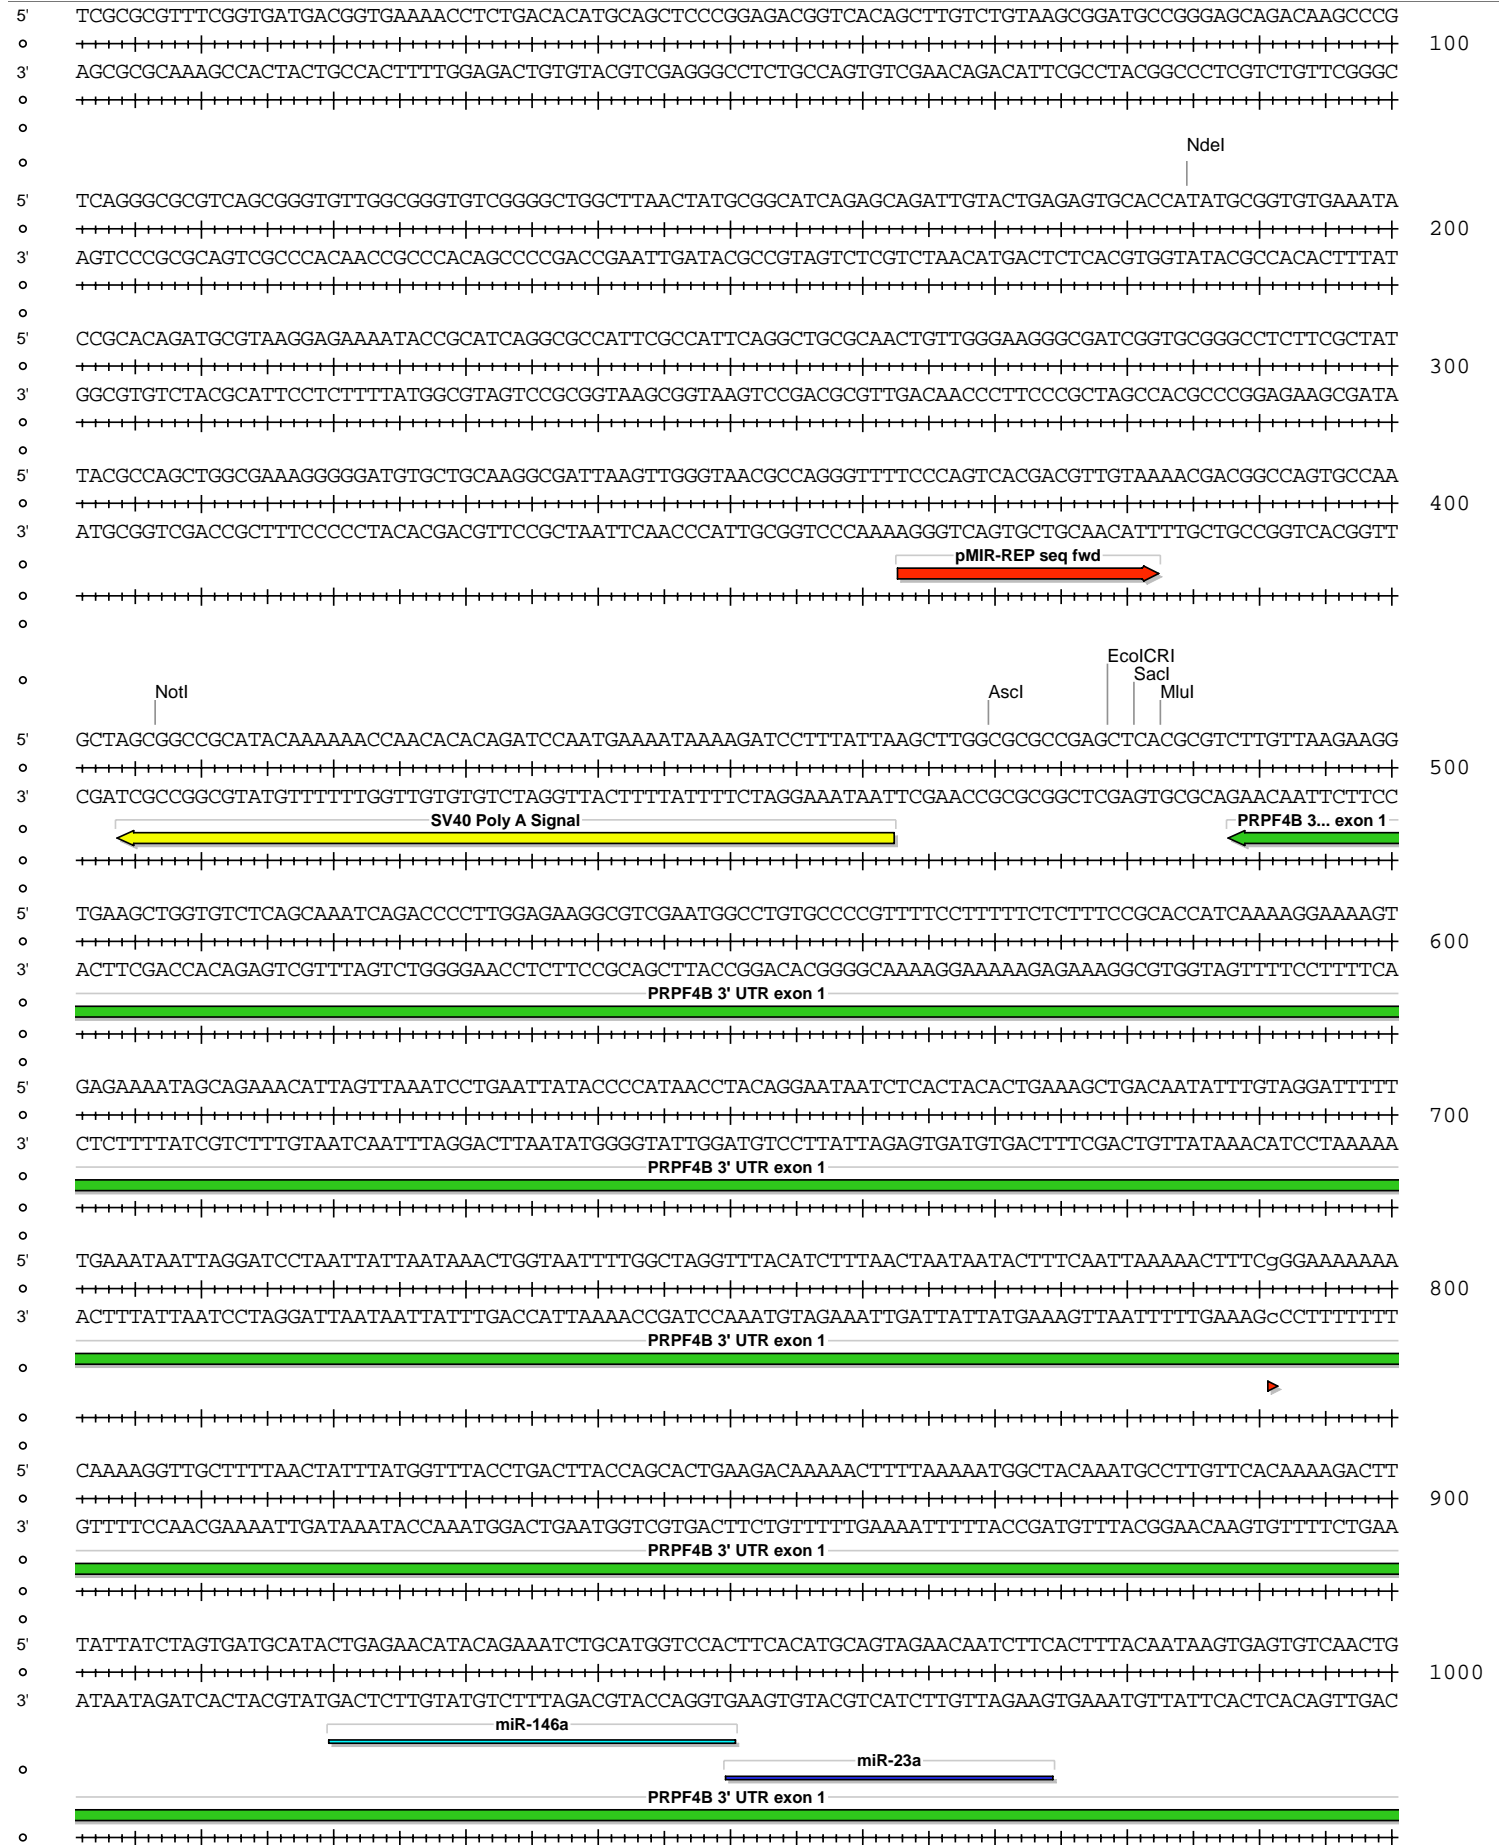 5' TCGCGCGTTTCGGTGATGACGGTGAAAACCTCTGACACATGCAGCTCCCGGAGACGGTCACAGCTTGTCTGTAAGCGGATGCCGGGAGCAGACAAGCCCG
100
3' AGCGCGCAAAGCCACTACTGCCACTTTTGGAGACTGTGTACGTCGAGGGCCTCTGCCAGTGTCGAACAGACATTCGCCTACGGCCCTCGTCTGTTCGGGC
NdeI
5' TCAGGGCGCGTCAGCGGGTGTTGGCGGGTGTCGGGGCTGGCTTAACTATGCGGCATCAGAGCAGATTGTACTGAGAGTGCACCATATGCGGTGTGAAATA
200
3' AGTCCCGCGCAGTCGCCCACAACCGCCCACAGCCCCGACCGAATTGATACGCCGTAGTCTCGTCTAACATGACTCTCACGTGGTATACGCCACACTTTAT
5' CCGCACAGATGCGTAAGGAGAAAATACCGCATCAGGCGCCATTCGCCATTCAGGCTGCGCAACTGTTGGGAAGGGCGATCGGTGCGGGCCTCTTCGCTAT
300
3' GGCGTGTCTACGCATTCCTCTTTTATGGCGTAGTCCGCGGTAAGCGGTAAGTCCGACGCGTTGACAACCCTTCCCGCTAGCCACGCCCGGAGAAGCGATA
5' TACGCCAGCTGGCGAAAGGGGGATGTGCTGCAAGGCGATTAAGTTGGGTAACGCCAGGGTTTTCCCAGTCACGACGTTGTAAAACGACGGCCAGTGCCAA
400
3' ATGCGGTCGACCGCTTTCCCCCTACACGACGTTCCGCTAATTCAACCCATTGCGGTCCCAAAAGGGTCAGTGCTGCAACATTTTGCTGCCGGTCACGGTT
pMIR-REP seq fwd
EcoICRI
SacI
NotI AscI MluI
5' GCTAGCGGCCGCATACAAAAAACCAACACACAGATCCAATGAAAATAAAAGATCCTTTATTAAGCTTGGCGCGCCGAGCTCACGCGTCTTGTTAAGAAGG
500
3' CGATCGCCGGCGTATGTTTTTTGGTTGTGTGTCTAGGTTACTTTTATTTTCTAGGAAATAATTCGAACCGCGCGGCTCGAGTGCGCAGAACAATTCTTCC
SV40 Poly A Signal PRPF4B 3... exon 1
5' TGAAGCTGGTGTCTCAGCAAATCAGACCCCTTGGAGAAGGCGTCGAATGGCCTGTGCCCCGTTTTCCTTTTTCTCTTTCCGCACCATCAAAAGGAAAAGT
600
3' ACTTCGACCACAGAGTCGTTTAGTCTGGGGAACCTCTTCCGCAGCTTACCGGACACGGGGCAAAAGGAAAAAGAGAAAGGCGTGGTAGTTTTCCTTTTCA
PRPF4B 3' UTR exon 1
5' GAGAAAATAGCAGAAACATTAGTTAAATCCTGAATTATACCCCATAACCTACAGGAATAATCTCACTACACTGAAAGCTGACAATATTTGTAGGATTTTT
700
3' CTCTTTTATCGTCTTTGTAATCAATTTAGGACTTAATATGGGGTATTGGATGTCCTTATTAGAGTGATGTGACTTTCGACTGTTATAAACATCCTAAAAA
PRPF4B 3' UTR exon 1
5' TGAAATAATTAGGATCCTAATTATTAATAAACTGGTAATTTTGGCTAGGTTTACATCTTTAACTAATAATACTTTCAATTAAAAACTTTCgGGAAAAAAA
800
3' ACTTTATTAATCCTAGGATTAATAATTATTTGACCATTAAAACCGATCCAAATGTAGAAATTGATTATTATGAAAGTTAATTTTTGAAAGcCCTTTTTTT
PRPF4B 3' UTR exon 1
5' CAAAAGGTTGCTTTTAACTATTTATGGTTTACCTGACTTACCAGCACTGAAGACAAAAACTTTTAAAAATGGCTACAAATGCCTTGTTCACAAAAGACTT
900
3' GTTTTCCAACGAAAATTGATAAATACCAAATGGACTGAATGGTCGTGACTTCTGTTTTTGAAAATTTTTACCGATGTTTACGGAACAAGTGTTTTCTGAA
PRPF4B 3' UTR exon 1
5' TATTATCTAGTGATGCATACTGAGAACATACAGAAATCTGCATGGTCCACTTCACATGCAGTAGAACAATCTTCACTTTACAATAAGTGAGTGTCAACTG
1000
3' ATAATAGATCACTACGTATGACTCTTGTATGTCTTTAGACGTACCAGGTGAAGTGTACGTCATCTTGTTAGAAGTGAAATGTTATTCACTCACAGTTGAC
miR-146a
miR-23a
PRPF4B 3' UTR exon 1